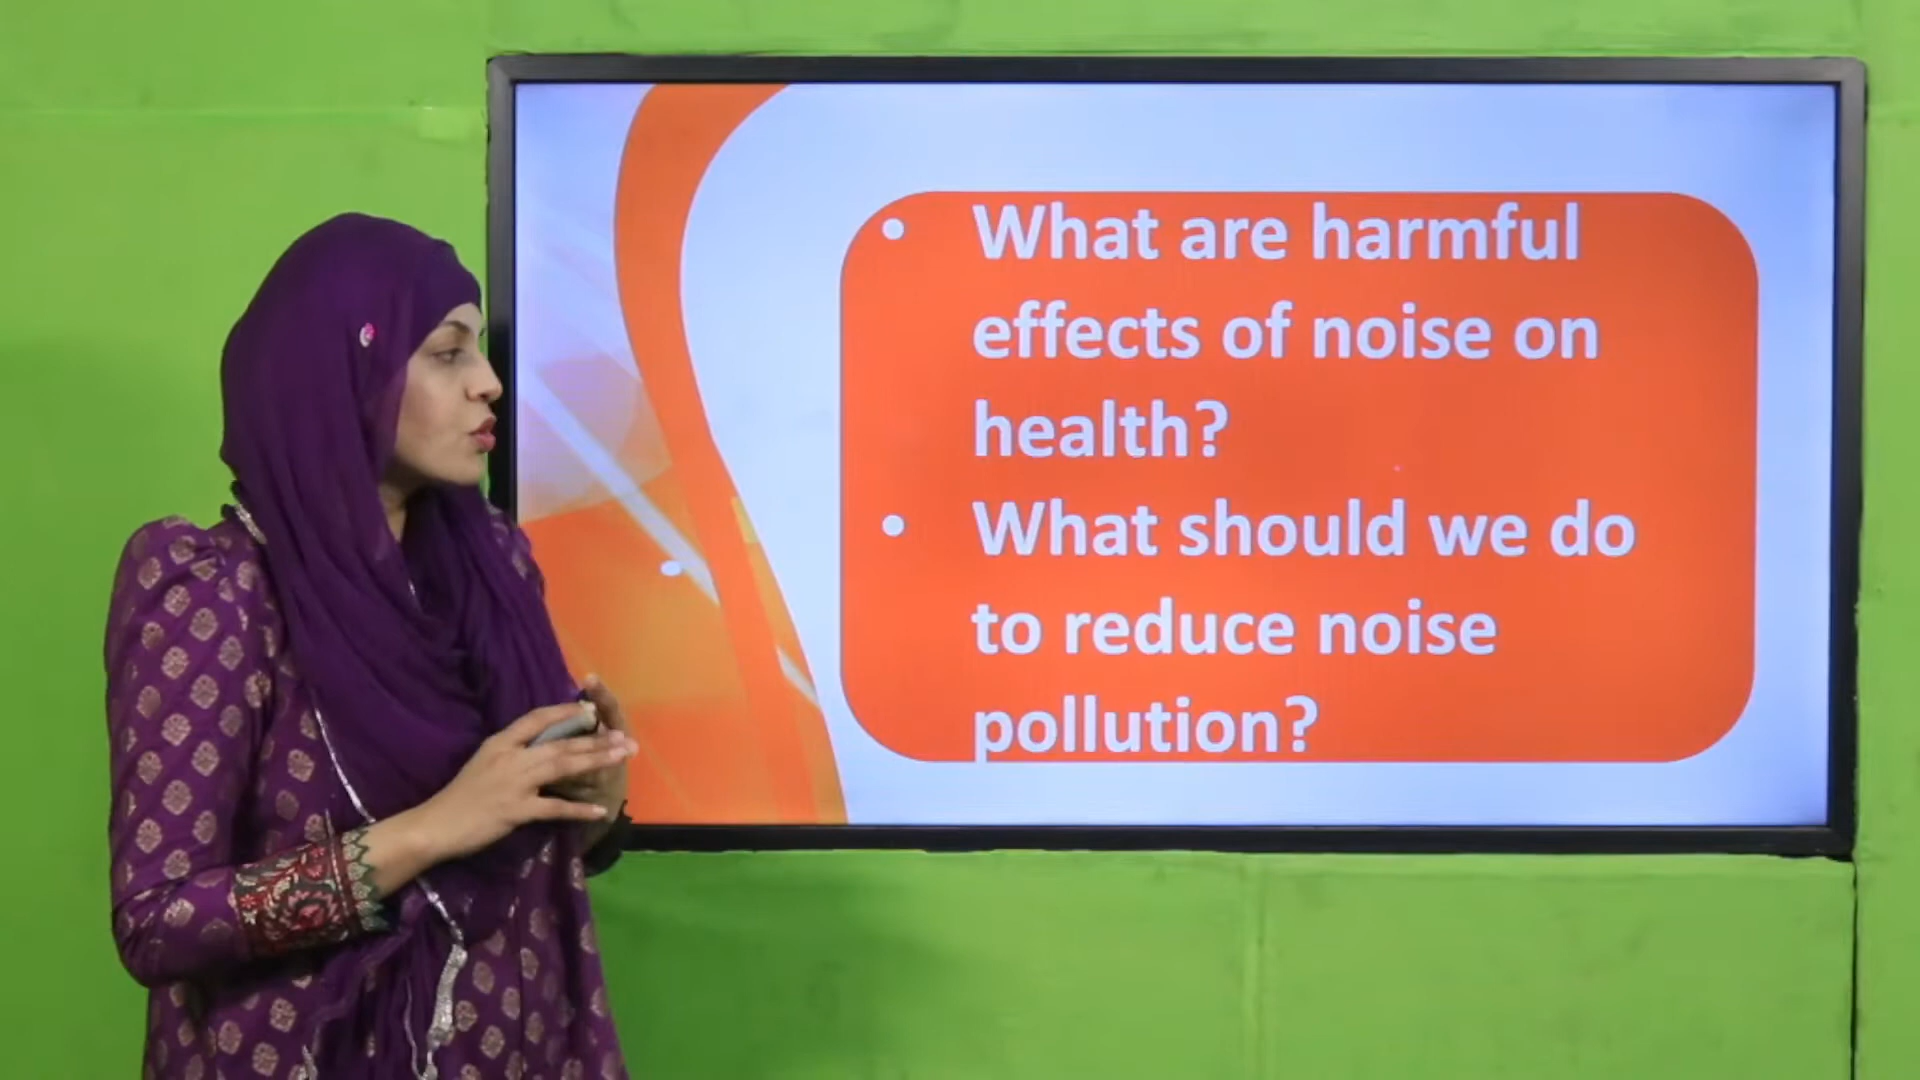 • What are harmful
effects of noise on
health?
• What should we do
to reduce noise
pollution?